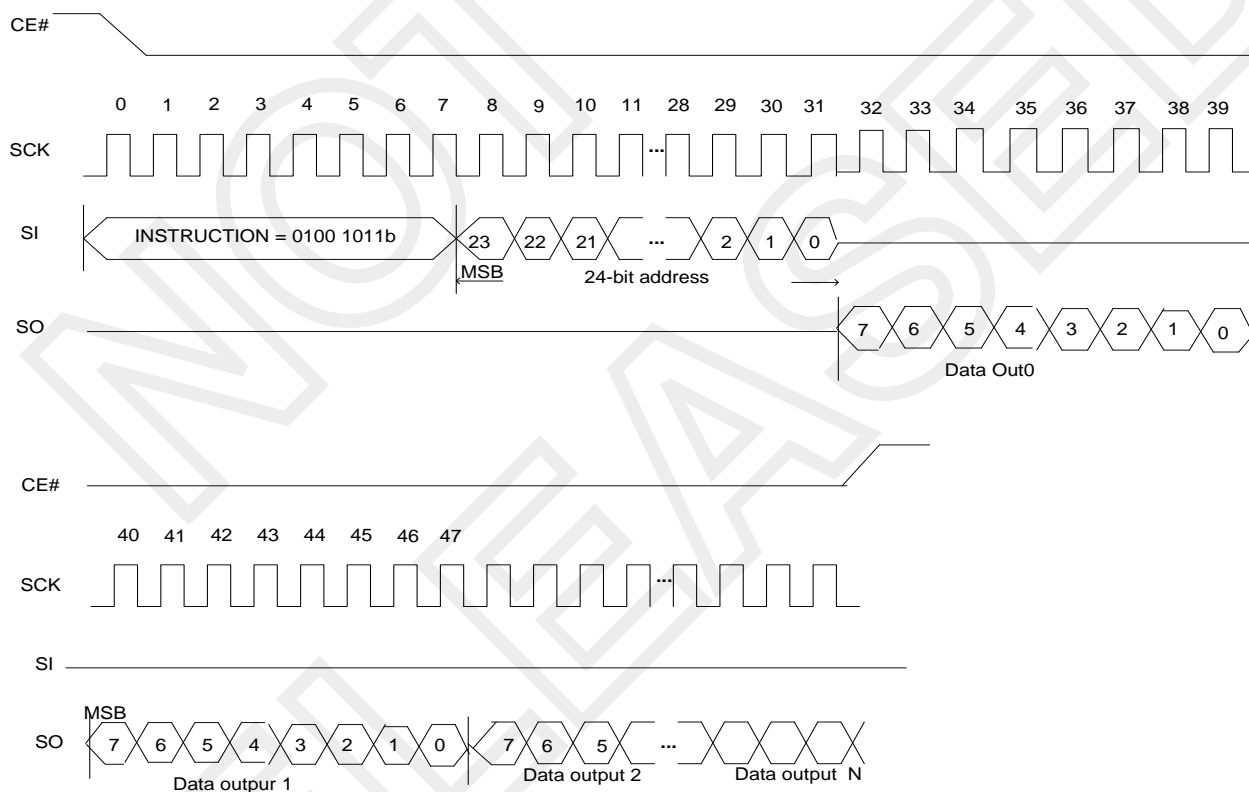 CE#
0 1 2 3 4 5 6 7 8 9 10 11 28 29 30 31 32 33 34 35 36 37 38 39
SCK ...
SI INSTRUCTION = 0100 1011b 23 22 21 ... 2 1 0
MSB 24-bit address
SO 7 6 5 4 3 2 1 0
Data Out0
CE#
40 41 42 43 44 45 46 47
SCK ...
SI
MSB
SO 7 6 5 4 3 2 1 0 7 6 5 ...
Data outpur 1 Data output 2 Data output N